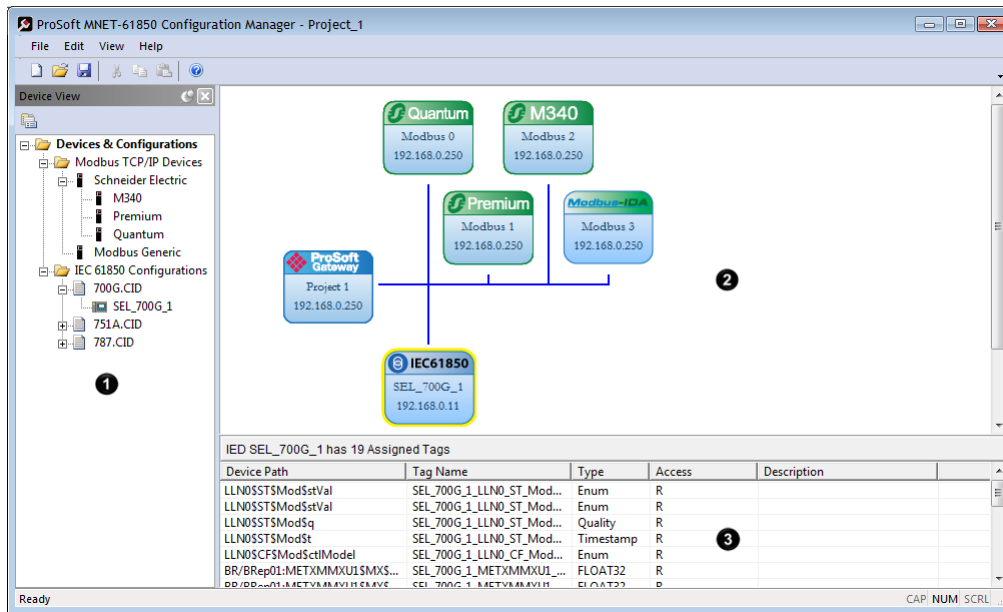 ProSoft MNET-61850 Configuration Manager - Project_1
File Edit View Help
Device View
Devices & Configurations
Modbus TCP/IP Devices
Schneider Electric
M340
Premium
Quantum
Modbus Generic
IEC 61850 Configurations
700G.CID
SEL_700G_1
751A.CID
787.CID
1
Quantum
Modbus 0
192.168.0.250
M340
Modbus 2
192.168.0.250
Premium
Modbus 1
192.168.0.250
Modbus-IDA
Modbus 3
192.168.0.250
ProSoft
Gateway
Project 1
192.168.0.250
2
IEC61850
SEL_700G_1
192.168.0.11
IED SEL_700G_1 has 19 Assigned Tags
Device Path Tag Name Type Access Description
LLN0$ST$Mod$stVal SEL_700G_1_LLN0_ST_Mod... Enum R
LLN0$ST$Mod$stVal SEL_700G_1_LLN0_ST_Mod... Enum R
LLN0$ST$Mod$q SEL_700G_1_LLN0_ST_Mod... Quality R
LLN0$ST$Mod$t SEL_700G_1_LLN0_ST_Mod... Timestamp R
LLN0$CF$Mod$ctlModel SEL_700G_1_LLN0_CF_Mod... Enum R
BR/BRep01:METXMMXU1$MX$... SEL_700G_1_METXMMXU1_... FLOAT32 R
BR/BRep01:METXMMXU1$MX$... SEL_700G_1_METXMMXU1_... FLOAT32 R
3
Ready
CAP NUM SCRL